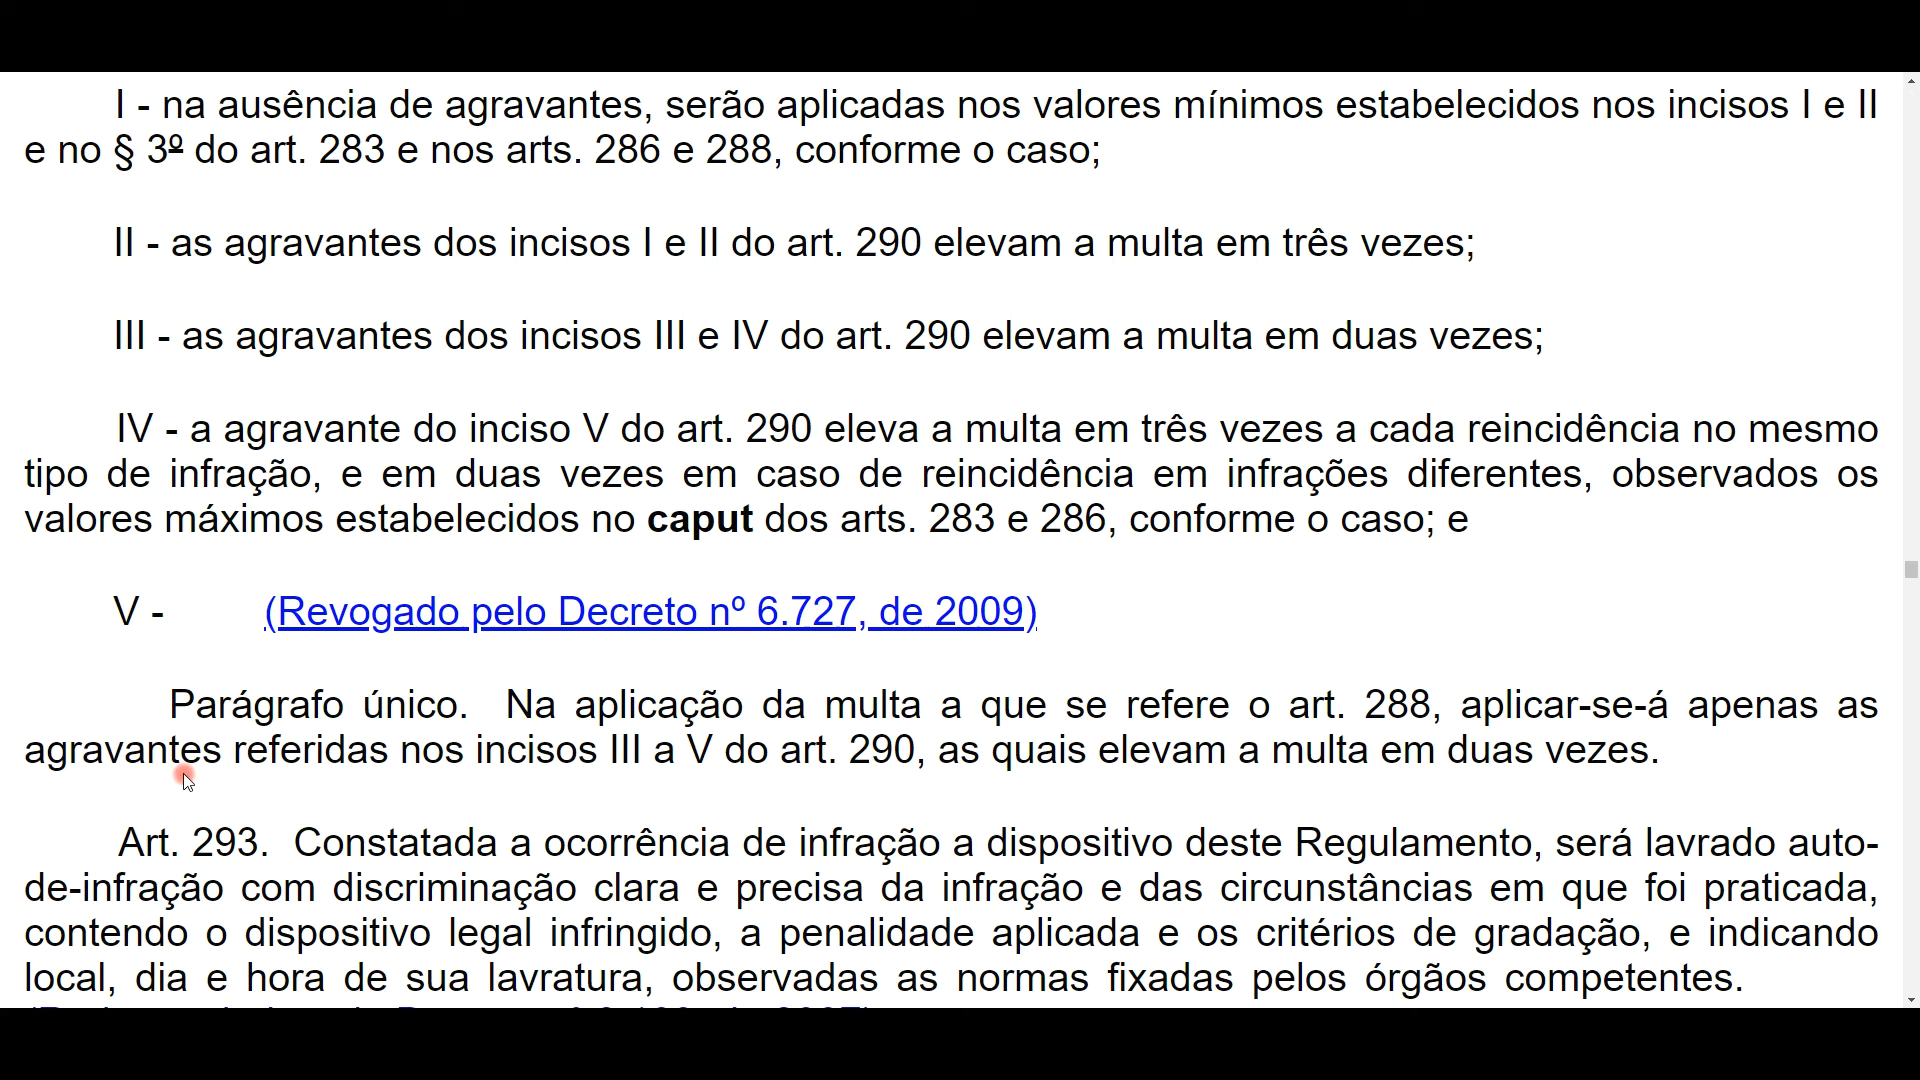 I - na ausência de agravantes, serão aplicadas nos valores mínimos estabelecidos nos incisos I e II
e no § 3º do art. 283 e nos arts. 286 e 288, conforme o caso;
II - as agravantes dos incisos I e II do art. 290 elevam a multa em três vezes;
III - as agravantes dos incisos III e IV do art. 290 elevam a multa em duas vezes;
IV - a agravante do inciso V do art. 290 eleva a multa em três vezes a cada reincidência no mesmo
tipo de infração, e em duas vezes em caso de reincidência em infrações diferentes, observados os
valores máximos estabelecidos no caput dos arts. 283 e 286, conforme o caso; e
V - (Revogado pelo Decreto nº 6.727, de 2009)
Parágrafo único. Na aplicação da multa a que se refere o art. 288, aplicar-se-á apenas as
agravantes referidas nos incisos III a V do art. 290, as quais elevam a multa em duas vezes.
Art. 293. Constatada a ocorrência de infração a dispositivo deste Regulamento, será lavrado auto-
de-infração com discriminação clara e precisa da infração e das circunstâncias em que foi praticada,
contendo o dispositivo legal infringido, a penalidade aplicada e os critérios de gradação, e indicando
local, dia e hora de sua lavratura, observadas as normas fixadas pelos órgãos competentes.